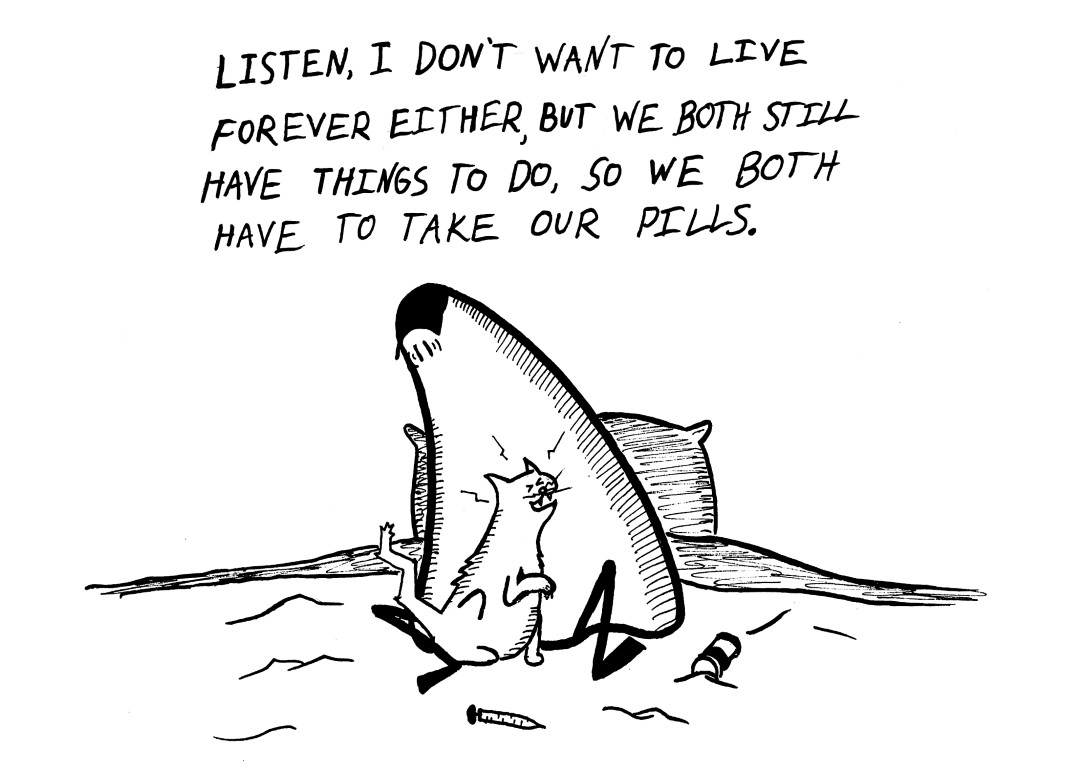 LISTEN, I DON'T WANT TO LIVE
FOREVER EITHER, BUT WE BOTH STILL
HAVE THINGS TO DO, SO WE BOTH
HAVE TO TAKE OUR PILLS.